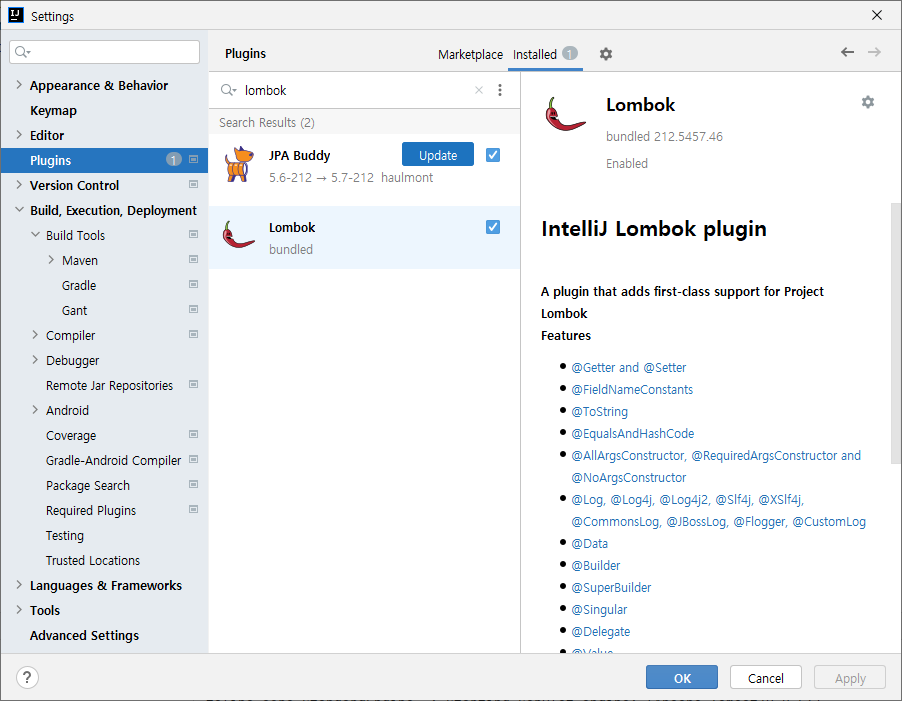 Settings
Plugins
Marketplace
Installed 1
Appearance & Behavior
Keymap
Editor
Plugins 1
Version Control
Build, Execution, Deployment
Build Tools
Maven
Gradle
Gant
Compiler
Debugger
Remote Jar Repositories
Android
Coverage
Gradle-Android Compiler
Package Search
Required Plugins
Testing
Trusted Locations
Languages & Frameworks
Tools
Advanced Settings
lombok
Search Results (2)
JPA Buddy
Update
5.6-212 → 5.7-212 haulmont
Lombok
bundled
Lombok
bundled 212.5457.46
Enabled
IntelliJ Lombok plugin
A plugin that adds first-class support for Project
Lombok
Features
@Getter and @Setter
@FieldNameConstants
@ToString
@EqualsAndHashCode
@AllArgsConstructor, @RequiredArgsConstructor and
@NoArgsConstructor
@Log, @Log4j, @Log4j2, @Slf4j, @XSlf4j,
@CommonsLog, @JBossLog, @Flogger, @CustomLog
@Data
@Builder
@SuperBuilder
@Singular
@Delegate
@Value
?
OK
Cancel
Apply